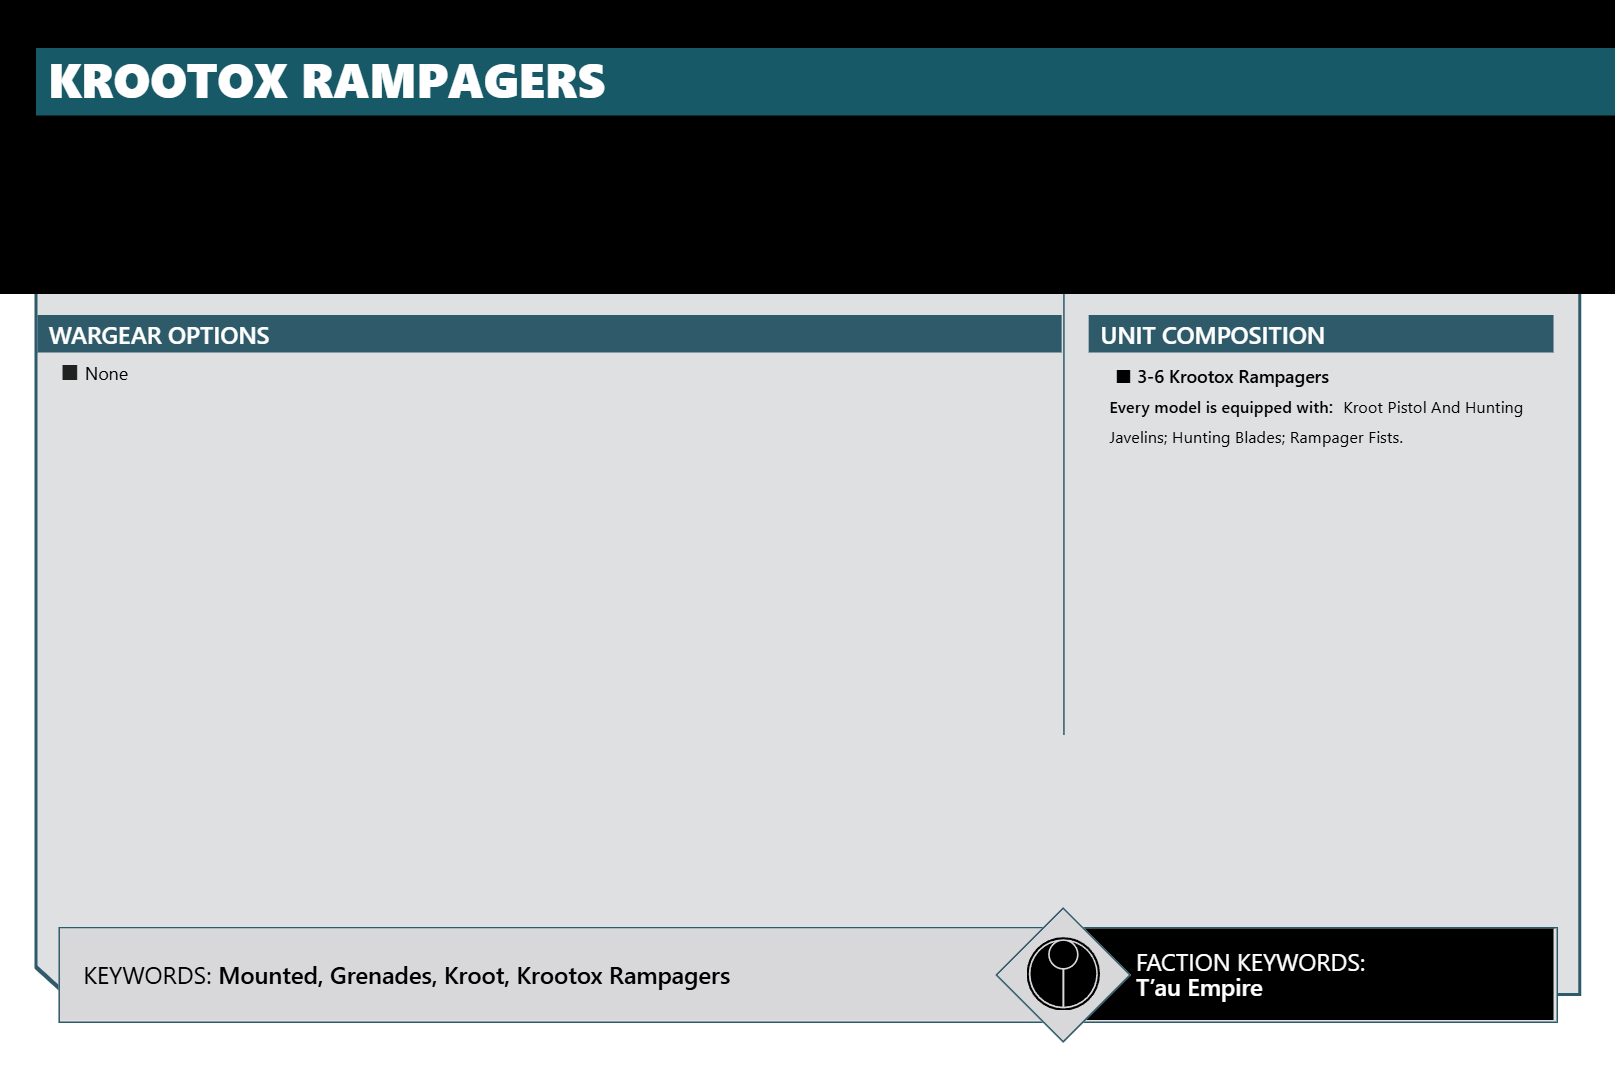 KROOTOX RAMPAGERS
WARGEAR OPTIONS
■ None
UNIT COMPOSITION
■ 3-6 Krootox Rampagers
Every model is equipped with: Kroot Pistol And Hunting
Javelins; Hunting Blades; Rampager Fists.
KEYWORDS: Mounted, Grenades, Kroot, Krootox Rampagers
FACTION KEYWORDS:
T’au Empire